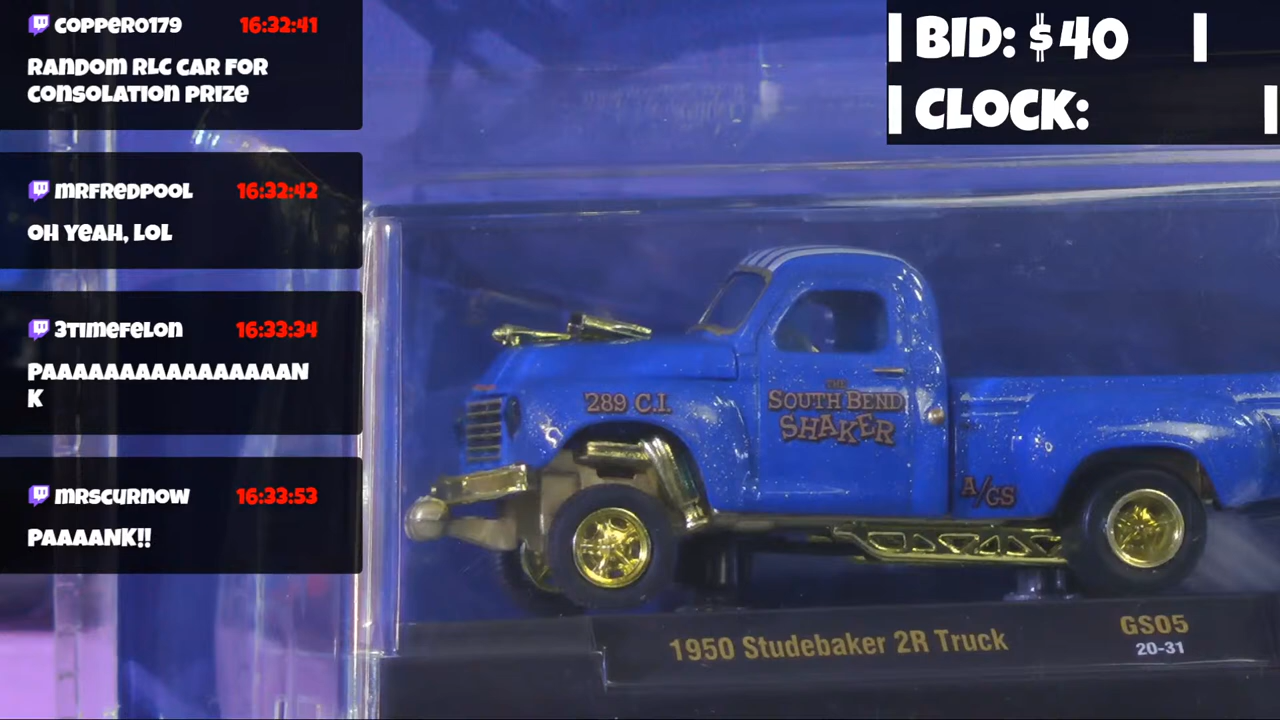 COPPERO179 16:32:41
RANDOM RLC CAR FOR
CONSOLATION PRIZE
MRFREDPOOL 16:32:42
OH YEAH, LOL
3TIMEFELON 16:33:34
PAAAAAAAAAAAAAAAAN
K
MRSCURNOW 16:33:53
PAAAANK!!
| BID: $40 |
| CLOCK: |
289 C.I.
THE
SOUTH BEND
SHAKER
A/GS
1950 Studebaker 2R Truck
GS05
20-31